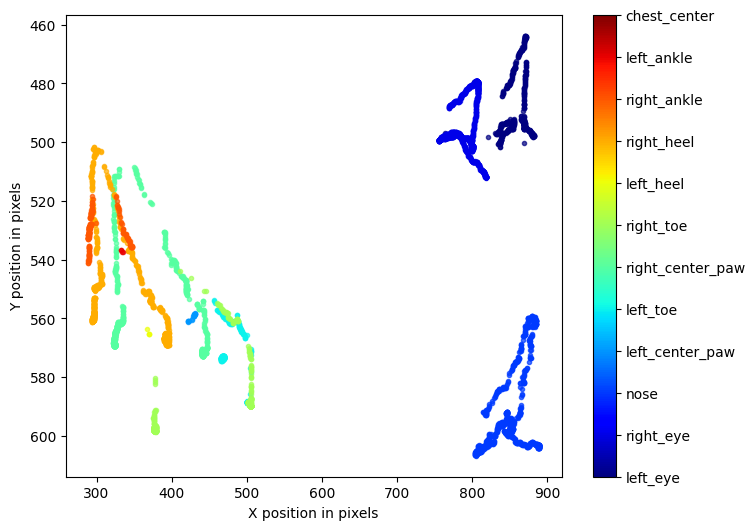 460
480
500
520
540
560
580
600
Y position in pixels
300
400
500
600
700
800
900
X position in pixels
chest_center
left_ankle
right_ankle
right_heel
left_heel
right_toe
right_center_paw
left_toe
left_center_paw
nose
right_eye
left_eye